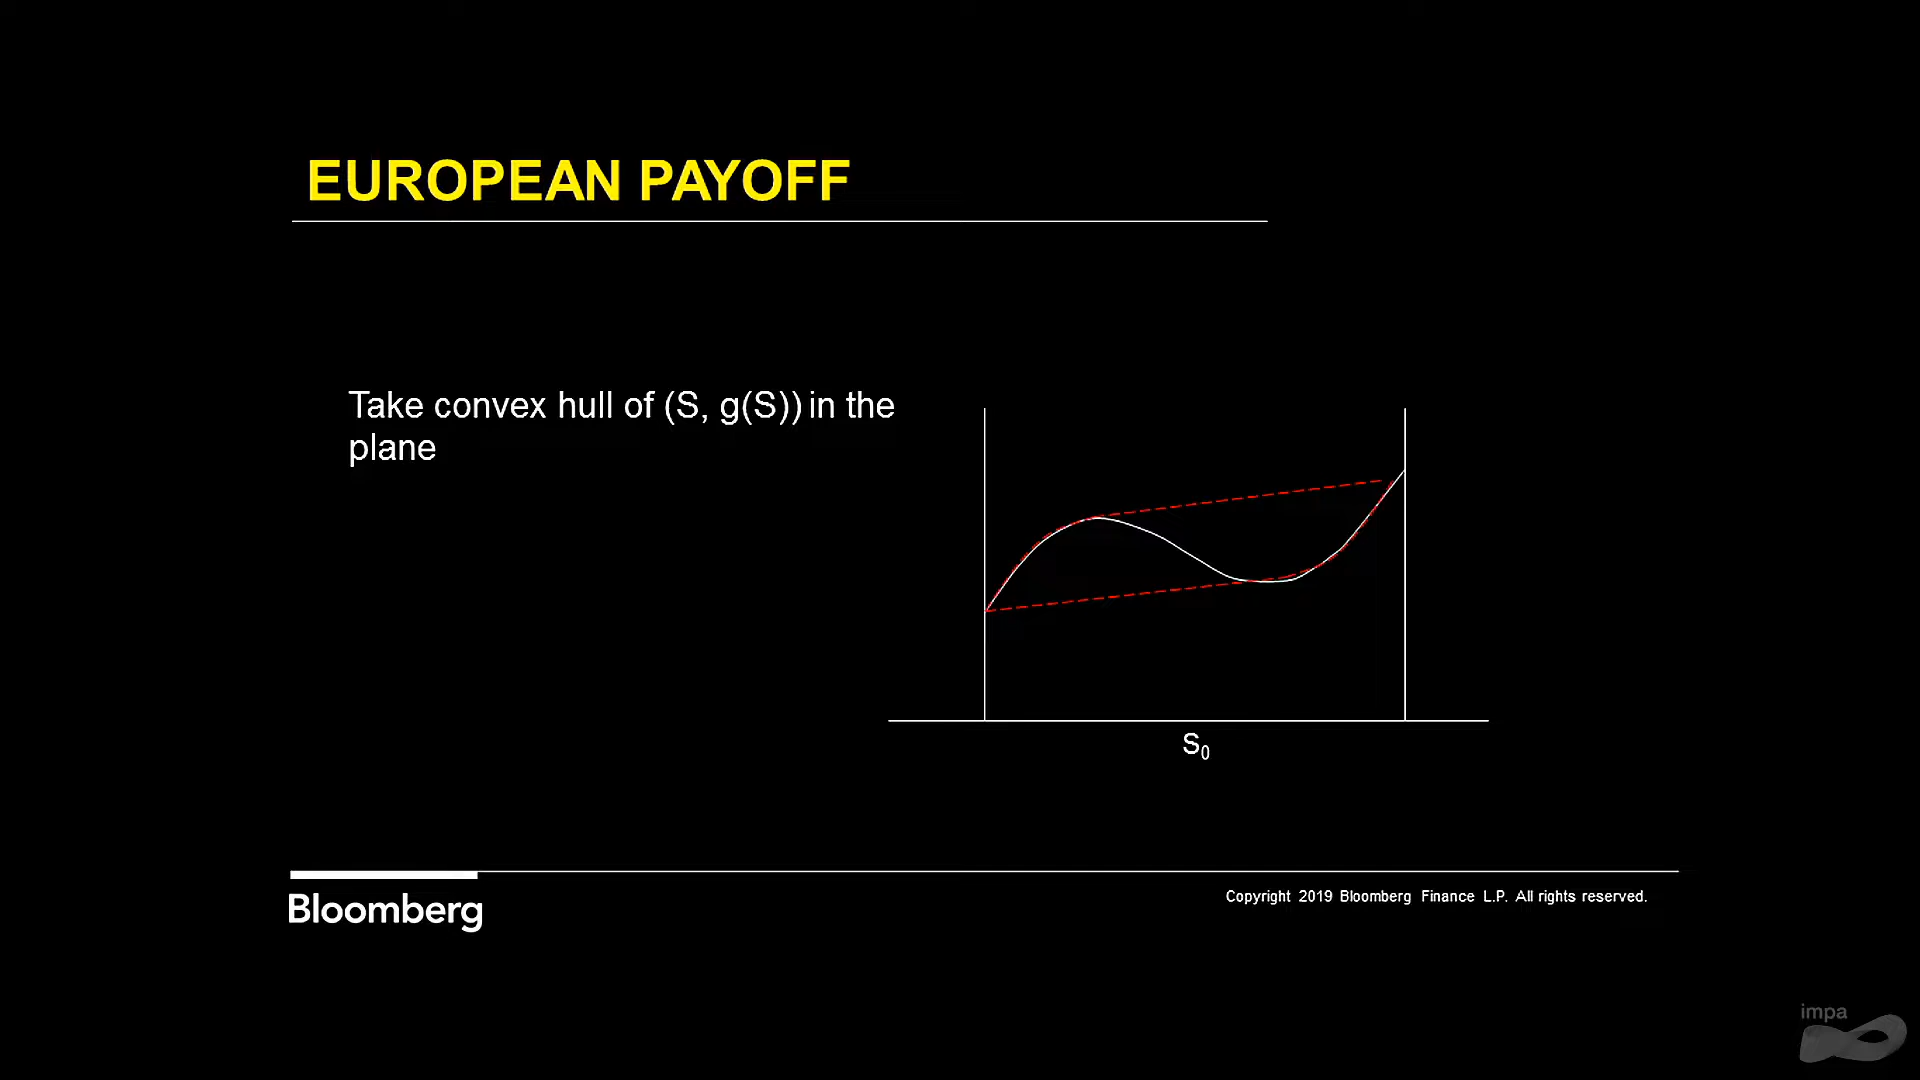 EUROPEAN PAYOFF
Take convex hull of (S, g(S)) in the
plane
S₀
Bloomberg
Copyright 2019 Bloomberg Finance L.P. All rights reserved.
impa